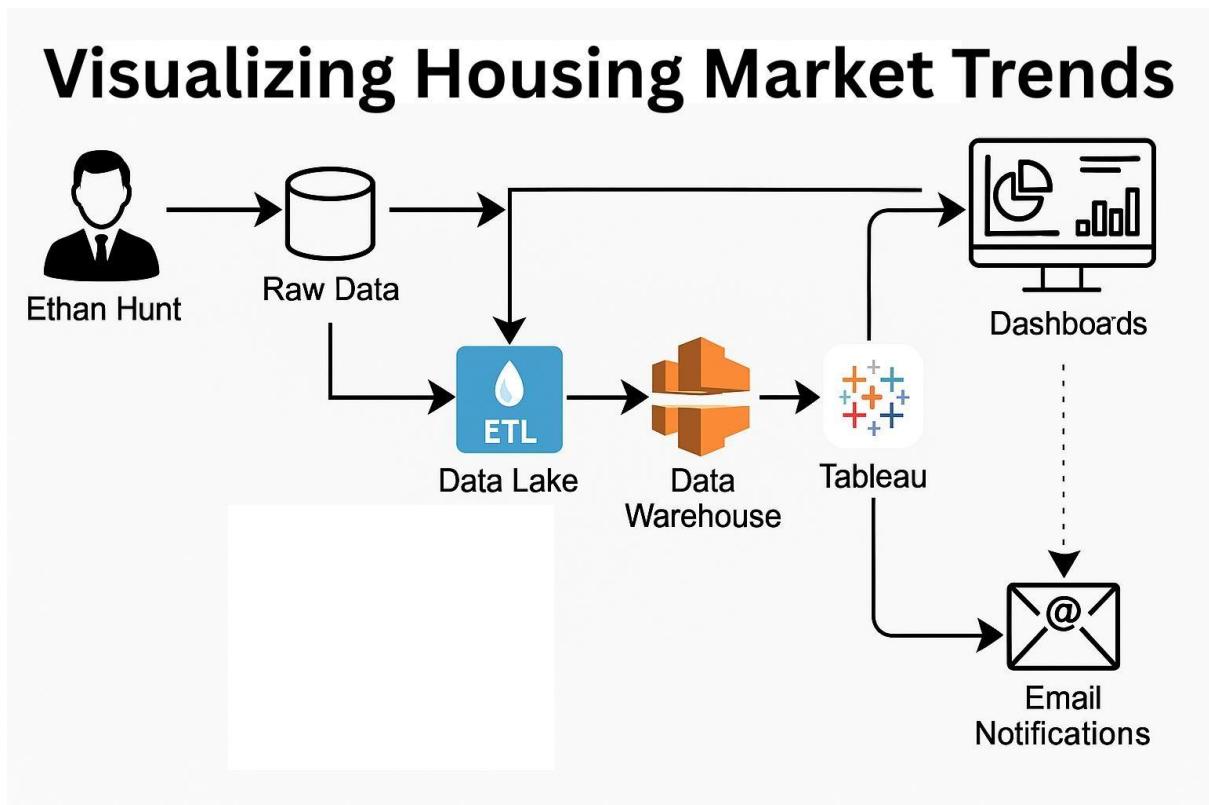 Visualizing Housing Market Trends
Ethan Hunt
Raw Data
Dashboards
ETL
Data Lake
Data
Warehouse
Tableau
@
Email
Notifications